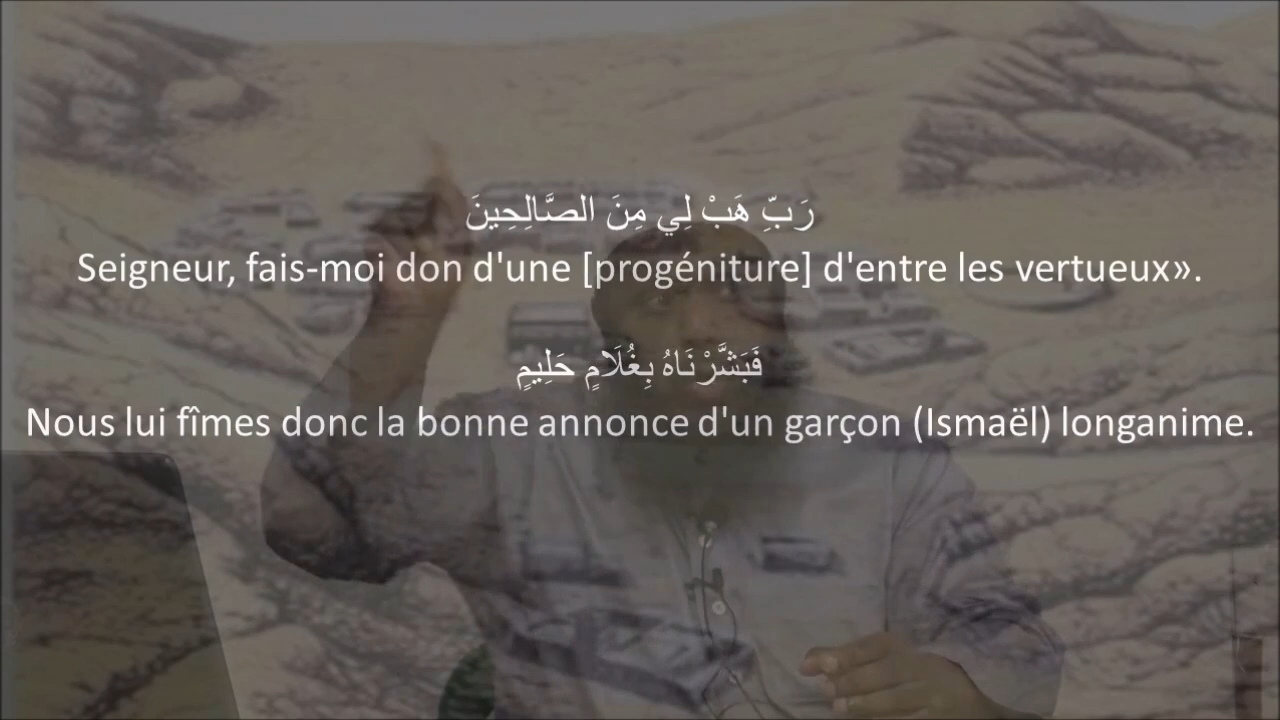 رَبِّ هَبْ لِي مِنَ الصَّالِحِينَ
Seigneur, fais-moi don d'une [progéniture] d'entre les vertueux».
فَبَشَّرْنَاهُ بِغُلَامٍ حَلِيمٍ
Nous lui fîmes donc la bonne annonce d'un garçon (Ismaël) longanime.